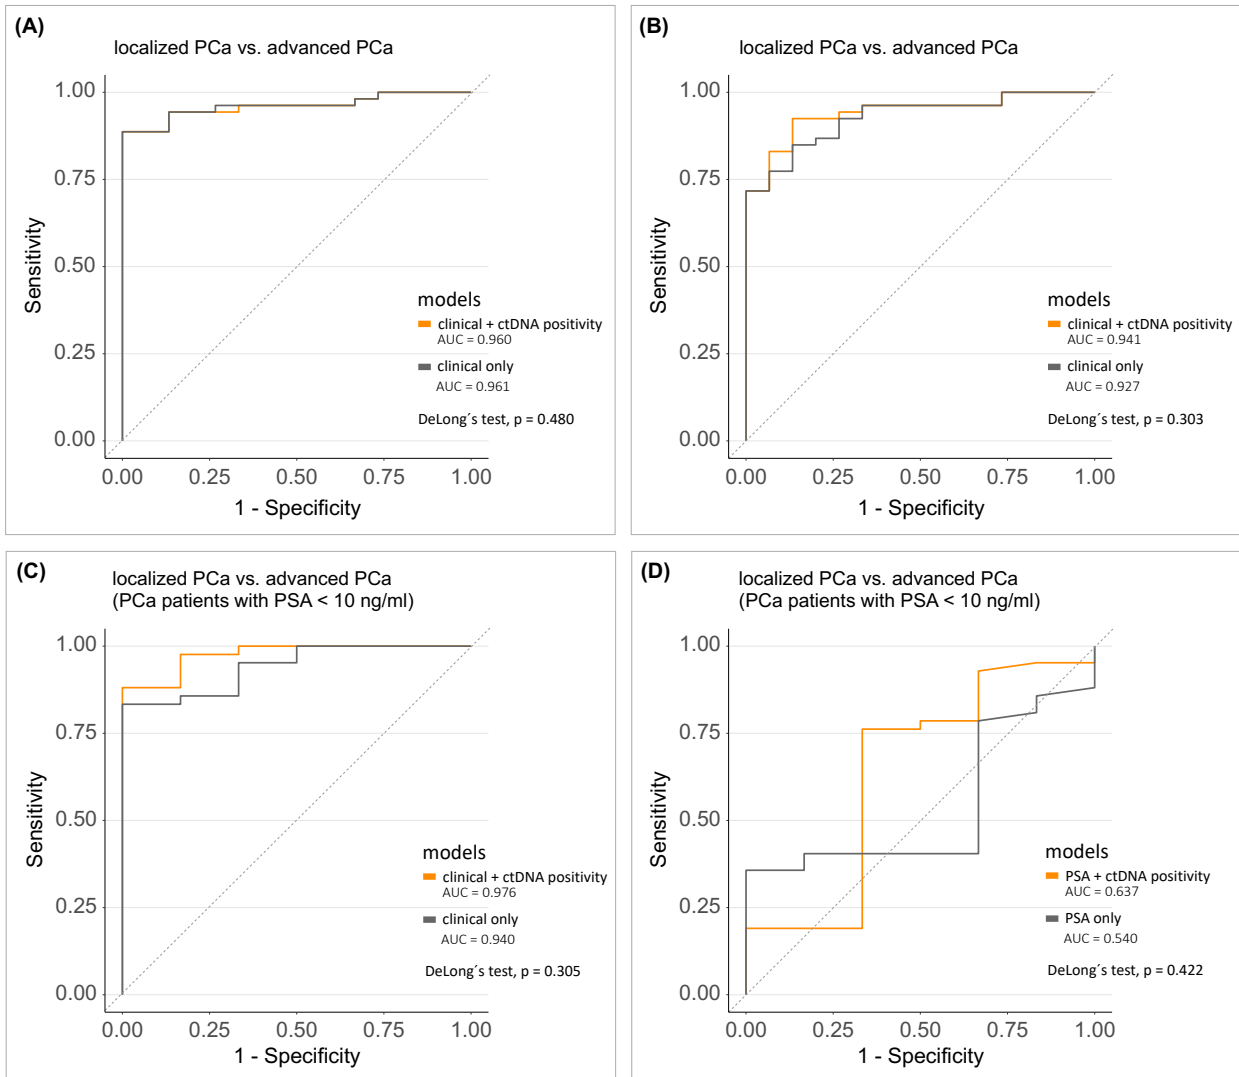 (A)
localized PCa vs. advanced PCa
1.00
0.75
0.50
0.25
0.00
Sensitivity
0.00 0.25 0.50 0.75 1.00
1 - Specificity
models
clinical + ctDNA positivity
AUC = 0.960
clinical only
AUC = 0.961
DeLong´s test, p = 0.480
(B)
localized PCa vs. advanced PCa
1.00
0.75
0.50
0.25
0.00
Sensitivity
0.00 0.25 0.50 0.75 1.00
1 - Specificity
models
clinical + ctDNA positivity
AUC = 0.941
clinical only
AUC = 0.927
DeLong´s test, p = 0.303
(C)
localized PCa vs. advanced PCa
(PCa patients with PSA < 10 ng/ml)
1.00
0.75
0.50
0.25
0.00
Sensitivity
0.00 0.25 0.50 0.75 1.00
1 - Specificity
models
clinical + ctDNA positivity
AUC = 0.976
clinical only
AUC = 0.940
DeLong´s test, p = 0.305
(D)
localized PCa vs. advanced PCa
(PCa patients with PSA < 10 ng/ml)
1.00
0.75
0.50
0.25
0.00
Sensitivity
0.00 0.25 0.50 0.75 1.00
1 - Specificity
models
PSA + ctDNA positivity
AUC = 0.637
PSA only
AUC = 0.540
DeLong´s test, p = 0.422